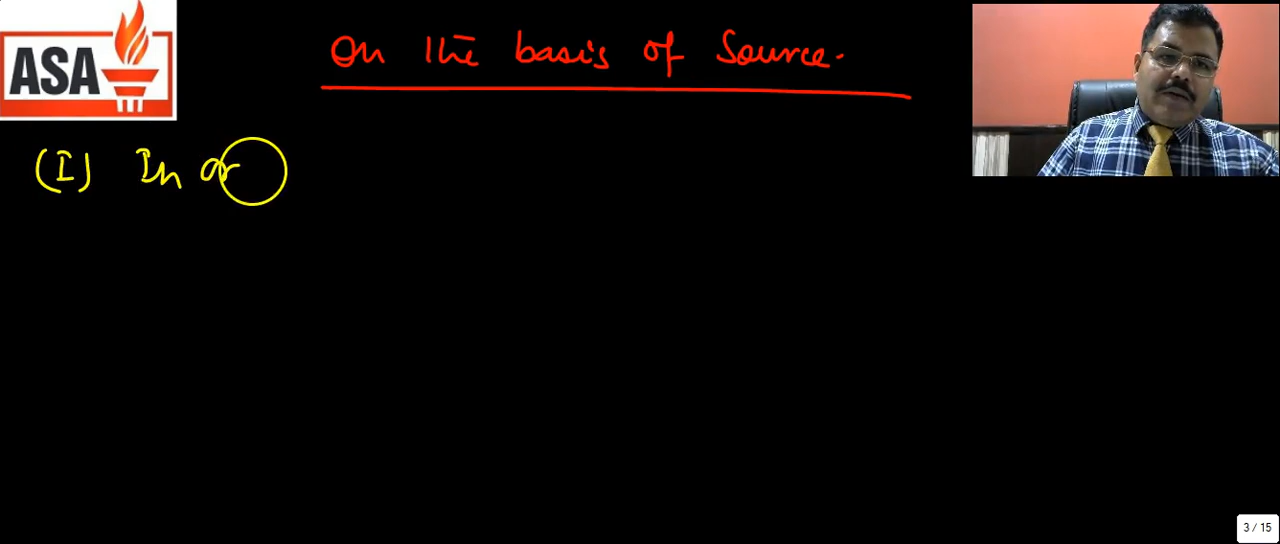 ASA
On the basis of Source.
(I) In or
3 / 15